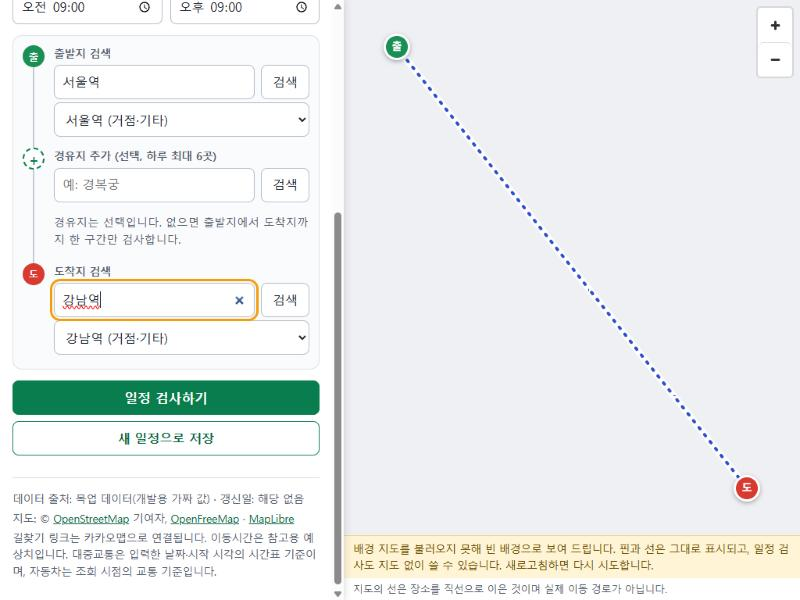 오전 09:00
오후 09:00
출
출발지 검색
서울역
검색
서울역 (거점·기타)
+
경유지 추가 (선택, 하루 최대 6곳)
예: 경복궁
검색
경유지는 선택입니다. 없으면 출발지에서 도착지까
지 한 구간만 검사합니다.
도
도착지 검색
강남역
×
검색
강남역 (거점·기타)
일정 검사하기
새 일정으로 저장
데이터 출처: 목업 데이터(개발용 가짜 값) · 갱신일: 해당 없음
지도: © OpenStreetMap 기여자, OpenFreeMap · MapLibre
길찾기 링크는 카카오맵으로 연결됩니다. 이동시간은 참고용 예
상치입니다. 대중교통은 입력한 날짜·시작 시각의 시간표 기준이
며, 자동차는 조회 시점의 교통 기준입니다.
출
도
+
−
배경 지도를 불러오지 못해 빈 배경으로 보여 드립니다. 핀과 선은 그대로 표시되고, 일정 검
사도 지도 없이 쓸 수 있습니다. 새로고침하면 다시 시도합니다.
지도의 선은 장소를 직선으로 이은 것이며 실제 이동 경로가 아닙니다.